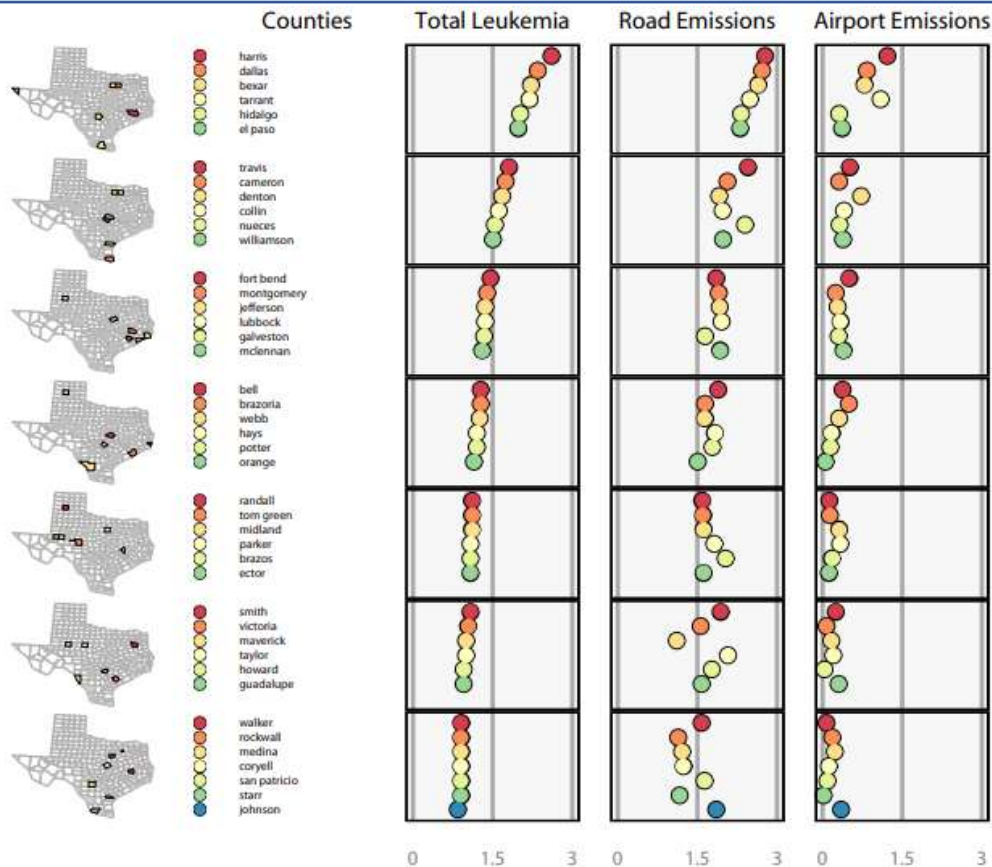 Counties Total Leukemia Road Emissions Airport Emissions
harris
dallas
bexar
tarrant
hidalgo
el paso
travis
cameron
denton
collin
nueces
williamson
fort bend
montgomery
jefferson
lubbock
galveston
mclennan
bell
brazoria
webb
hays
potter
orange
randall
tom green
midland
parker
brazos
ector
smith
victoria
maverick
taylor
howard
guadalupe
walker
rockwall
medina
coryell
san patricio
starr
johnson
0 1.5 3 0 1.5 3 0 1.5 3